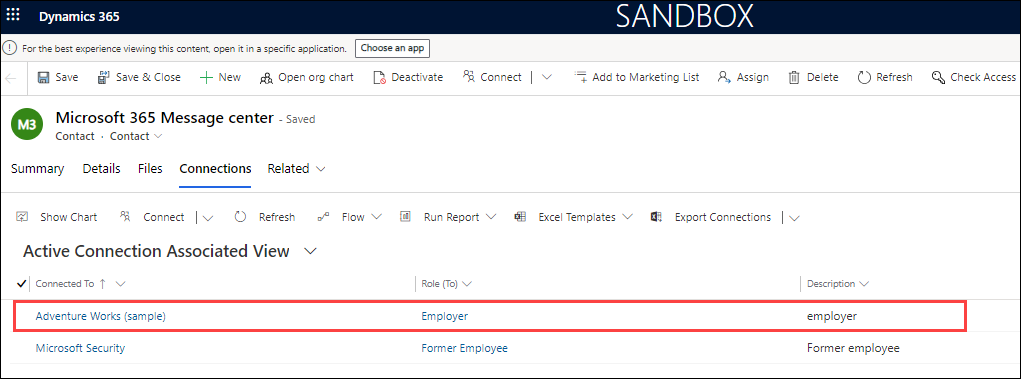 Dynamics 365 SANDBOX
For the best experience viewing this content, open it in a specific application. Choose an app
Save Save & Close New Open org chart Deactivate Connect Add to Marketing List Assign Delete Refresh Check Access
M3 Microsoft 365 Message center - Saved
Contact · Contact
Summary Details Files Connections Related
Show Chart Connect Refresh Flow Run Report Excel Templates Export Connections
Active Connection Associated View
Connected To ↑ Role (To) Description
Adventure Works (sample) Employer employer
Microsoft Security Former Employee Former employee